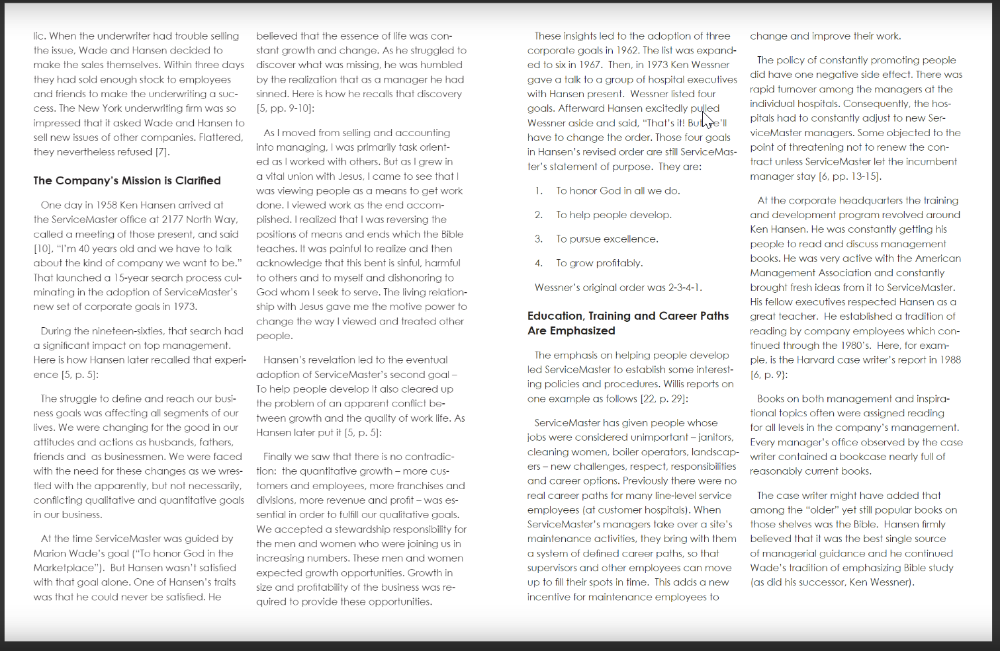 lic. When the underwriter had trouble selling
the issue, Wade and Hansen decided to
make the sales themselves. Within three days
they had sold enough stock to employees
and friends to make the underwriting a suc-
cess. The New York underwriting firm was so
impressed that it asked Wade and Hansen to
sell new issues of other companies. Flattered,
they nevertheless refused [7].
The Company's Mission is Clarified
One day in 1958 Ken Hansen arrived at
the ServiceMaster office at 2177 North Way,
called a meeting of those present, and said
[10], “I'm 40 years old and we have to talk
about the kind of company we want to be.”
That launched a 15-year search process cul-
minating in the adoption of ServiceMaster's
new set of corporate goals in 1973.
During the nineteen-sixties, that search had
a significant impact on top management.
Here is how Hansen later recalled that experi-
ence [5, p. 5]:
The struggle to define and reach our busi-
ness goals was affecting all segments of our
lives. We were changing for the good in our
attitudes and actions as husbands, fathers,
friends and  as businessmen. We were faced
with the need for these changes as we wres-
tled with the apparently, but not necessarily,
conflicting qualitative and quantitative goals
in our business.
At the time ServiceMaster was guided by
Marion Wade's goal (“To honor God in the
Marketplace”).  But Hansen wasn't satisfied
with that goal alone. One of Hansen's traits
was that he could never be satisfied. He
believed that the essence of life was con-
stant growth and change. As he struggled to
discover what was missing, he was humbled
by the realization that as a manager he had
sinned. Here is how he recalls that discovery
[5, pp. 9-10]:
As I moved from selling and accounting
into managing, I was primarily task orient-
ed as I worked with others. But as I grew in
a vital union with Jesus, I came to see that I
was viewing people as a means to get work
done. I viewed work as the end accom-
plished. I realized that I was reversing the
positions of means and ends which the Bible
teaches. It was painful to realize and then
acknowledge that this bent is sinful, harmful
to others and to myself and dishonoring to
God whom I seek to serve. The living relation-
ship with Jesus gave me the motive power to
change the way I viewed and treated other
people.
Hansen's revelation led to the eventual
adoption of ServiceMaster's second goal –
To help people develop It also cleared up
the problem of an apparent conflict be-
tween growth and the quality of work life. As
Hansen later put it [5, p. 5]:
Finally we saw that there is no contradic-
tion:  the quantitative growth – more cus-
tomers and employees, more franchises and
divisions, more revenue and profit – was es-
sential in order to fulfill our qualitative goals.
We accepted a stewardship responsibility for
the men and women who were joining us in
increasing numbers. These men and women
expected growth opportunities. Growth in
size and profitability of the business was re-
quired to provide these opportunities.
These insights led to the adoption of three
corporate goals in 1962. The list was expand-
ed to six in 1967.  Then, in 1973 Ken Wessner
gave a talk to a group of hospital executives
with Hansen present.  Wessner listed four
goals. Afterward Hansen excitedly pulled
Wessner aside and said, “That's it! But we'll
have to change the order. Those four goals
in Hansen's revised order are still ServiceMas-
ter's statement of purpose.  They are:
1. To honor God in all we do.
2. To help people develop.
3. To pursue excellence.
4. To grow profitably.
Wessner's original order was 2-3-4-1.
Education, Training and Career Paths
Are Emphasized
The emphasis on helping people develop
led ServiceMaster to establish some interest-
ing policies and procedures. Willis reports on
one example as follows [22, p. 29]:
ServiceMaster has given people whose
jobs were considered unimportant – janitors,
cleaning women, boiler operators, landscap-
ers – new challenges, respect, responsibilities
and career options. Previously there were no
real career paths for many line-level service
employees (at customer hospitals). When
ServiceMaster's managers take over a site's
maintenance activities, they bring with them
a system of defined career paths, so that
supervisors and other employees can move
up to fill their spots in time.  This adds a new
incentive for maintenance employees to
change and improve their work.
The policy of constantly promoting people
did have one negative side effect. There was
rapid turnover among the managers at the
individual hospitals. Consequently, the hos-
pitals had to constantly adjust to new Ser-
viceMaster managers. Some objected to the
point of threatening not to renew the con-
tract unless ServiceMaster let the incumbent
manager stay [6, pp. 13-15].
At the corporate headquarters the training
and development program revolved around
Ken Hansen. He was constantly getting his
people to read and discuss management
books. He was very active with the American
Management Association and constantly
brought fresh ideas from it to ServiceMaster.
His fellow executives respected Hansen as a
great teacher.  He established a tradition of
reading by company employees which con-
tinued through the 1980's.  Here, for exam-
ple, is the Harvard case writer's report in 1988
[6, p. 9}:
Books on both management and inspira-
tional topics often were assigned reading
for all levels in the company's management.
Every manager's office observed by the case
writer contained a bookcase nearly full of
reasonably current books.
The case writer might have added that
among the “older” yet still popular books on
those shelves was the Bible.  Hansen firmly
believed that it was the best single source
of managerial guidance and he continued
Wade's tradition of emphasizing Bible study
(as did his successor, Ken Wessner).